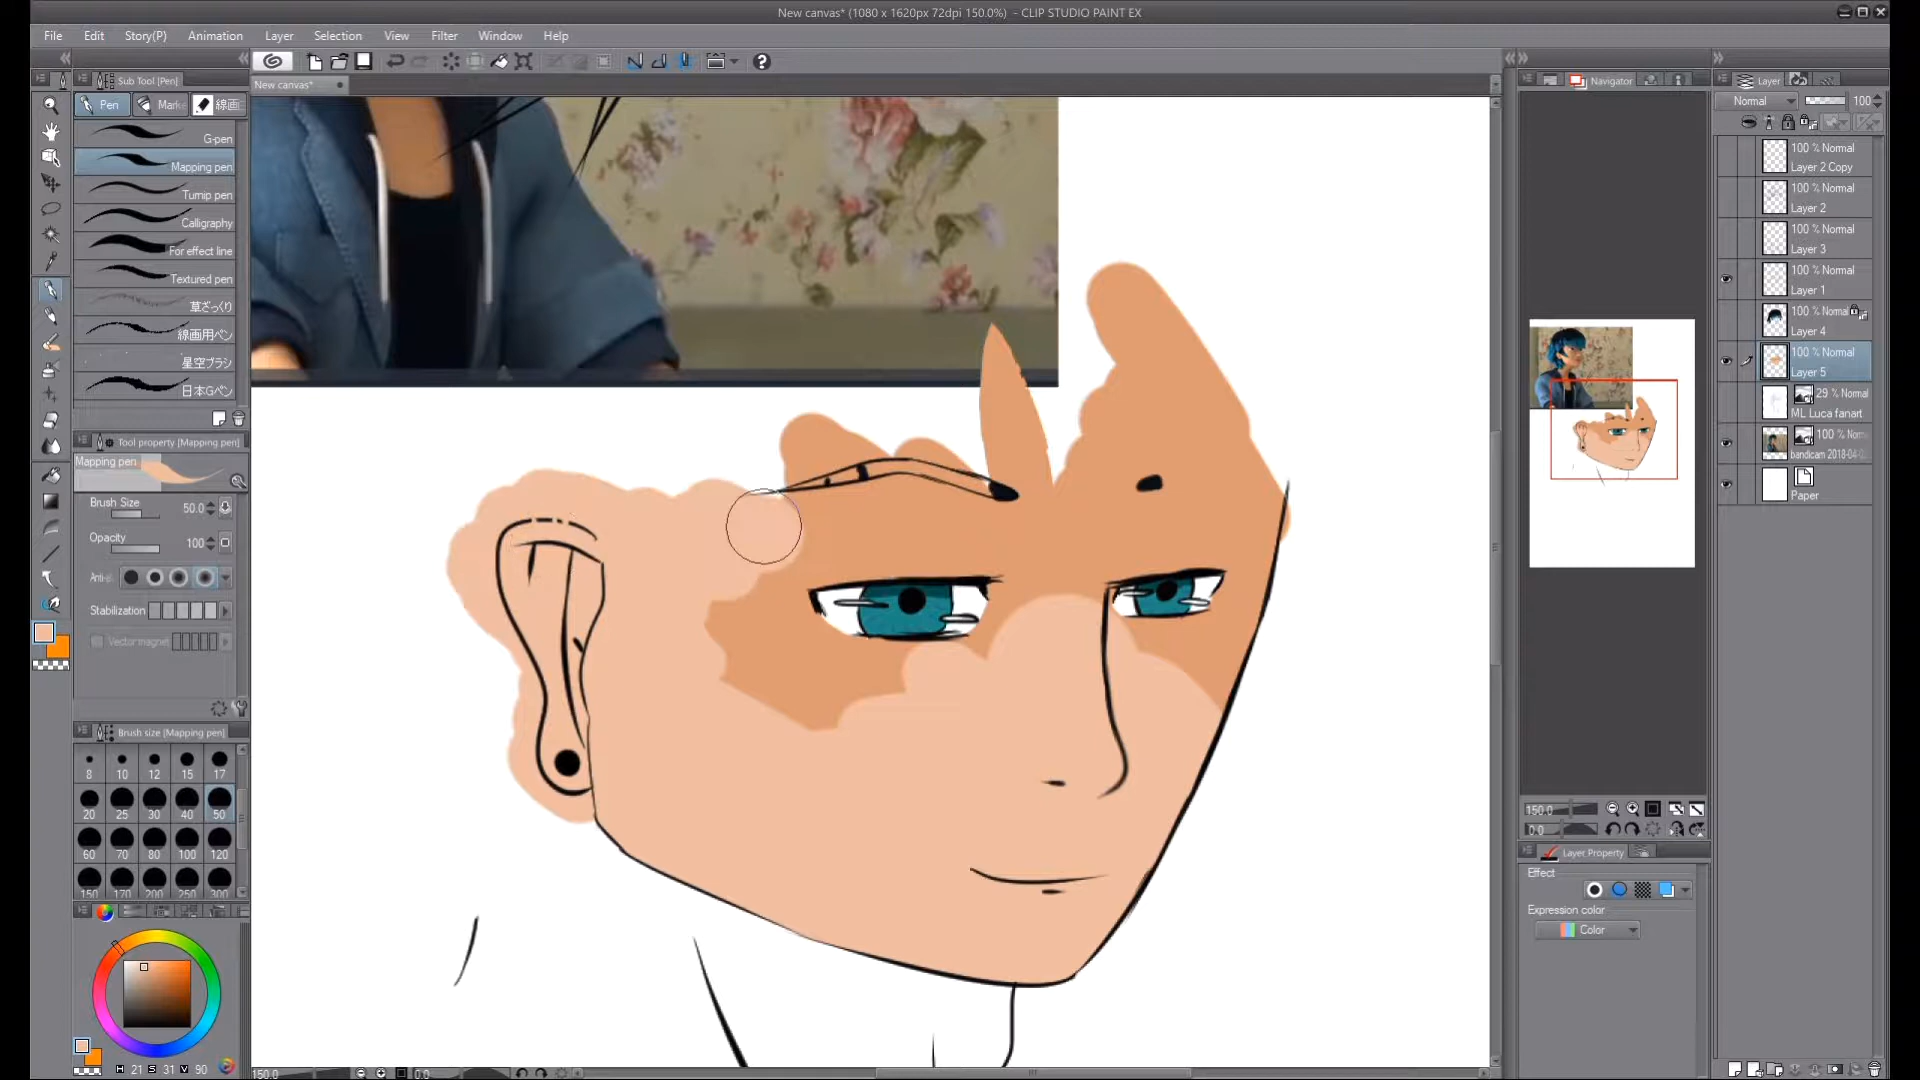 New canvas* (1080 x 1620px 72dpi 150.0%) - CLIP STUDIO PAINT EX
File Edit Story(P) Animation Layer Selection View Filter Window Help
Sub Tool [Pen]
New canvas*
Navigator
Layer
Pen Marke 線画
Normal 100
G-pen
Mapping pen
Turnip pen
Calligraphy
For effect line
Textured pen
草ざっくり
線画用ペン
星空ブラシ
日本Gペン
100 % Normal
Layer 2 Copy
100 % Normal
Layer 2
100 % Normal
Layer 3
100 % Normal
Layer 1
100 % Normal
Layer 4
100 % Normal
Layer 5
29 % Normal
ML Luca fanart
100 % Norm
bandicam 2018-04-
Paper
Tool property [Mapping pen]
Mapping pen
Brush Size 50.0
Opacity 100
Anti-
Stabilization
Vector magnet
Brush size [Mapping pen]
8 10 12 15 17
20 25 30 40 50
60 70 80 100 120
150 200 250 300
H 21 S 31 V 90
150.0 0.0
150.0
0.0
Layer Property
Effect
Expression color
Color